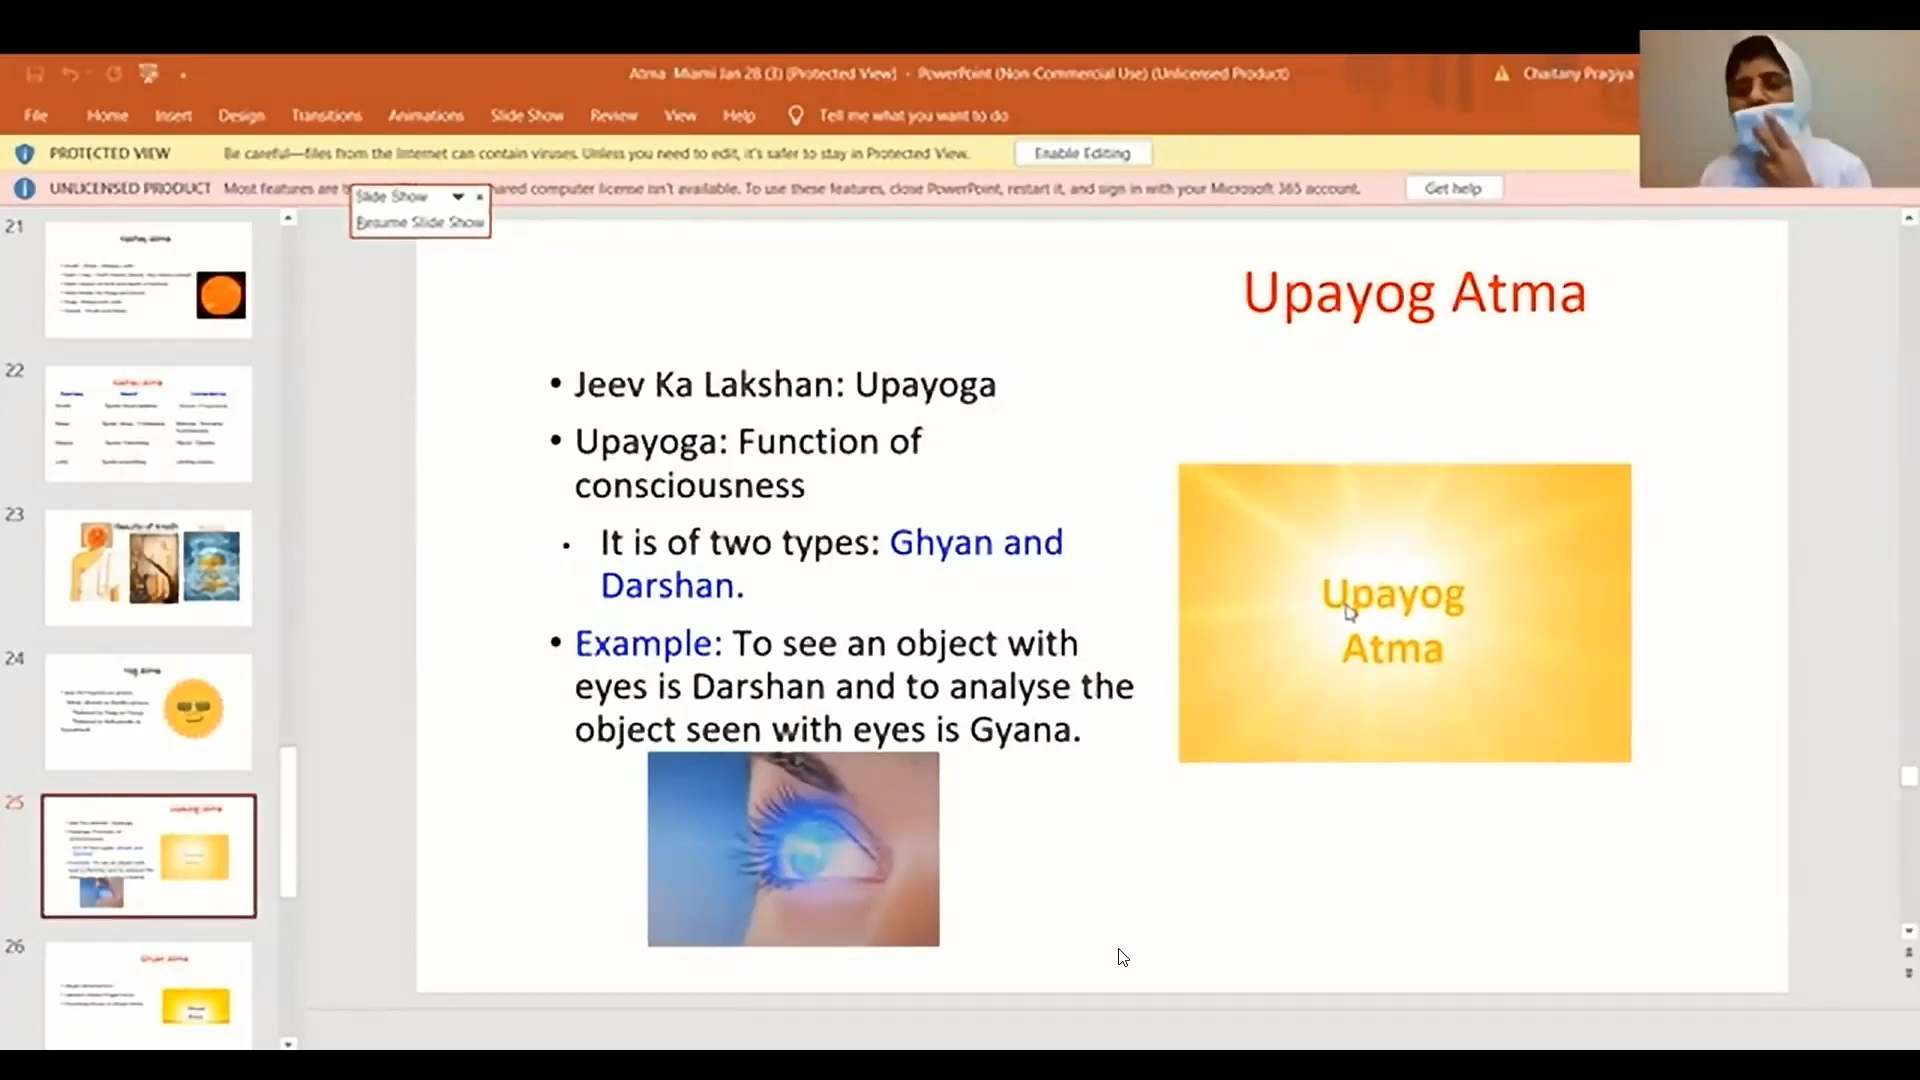 Atma Miami Jan 28 (3) [Protected View] - PowerPoint (Non-Commercial Use) (Unlicensed Product)
Chaitany Pragiya
File Home Insert Design Transitions Animations Slide Show Review View Help Tell me what you want to do
PROTECTED VIEW Be careful—files from the Internet can contain viruses. Unless you need to edit, it's safer to stay in Protected View. Enable Editing
UNLICENSED PRODUCT Most features are hared computer license isn't available. To use these features, close PowerPoint, restart it, and sign in with your Microsoft 365 account. Get help
Slide Show
Resume Slide Show
21
22
23
24
Yog Atma
25
26
Upayog Atma
• Jeev Ka Lakshan: Upayoga
• Upayoga: Function of
consciousness
• It is of two types: Ghyan and
Darshan.
• Example: To see an object with
eyes is Darshan and to analyse the
object seen with eyes is Gyana.
Upayog
Atma